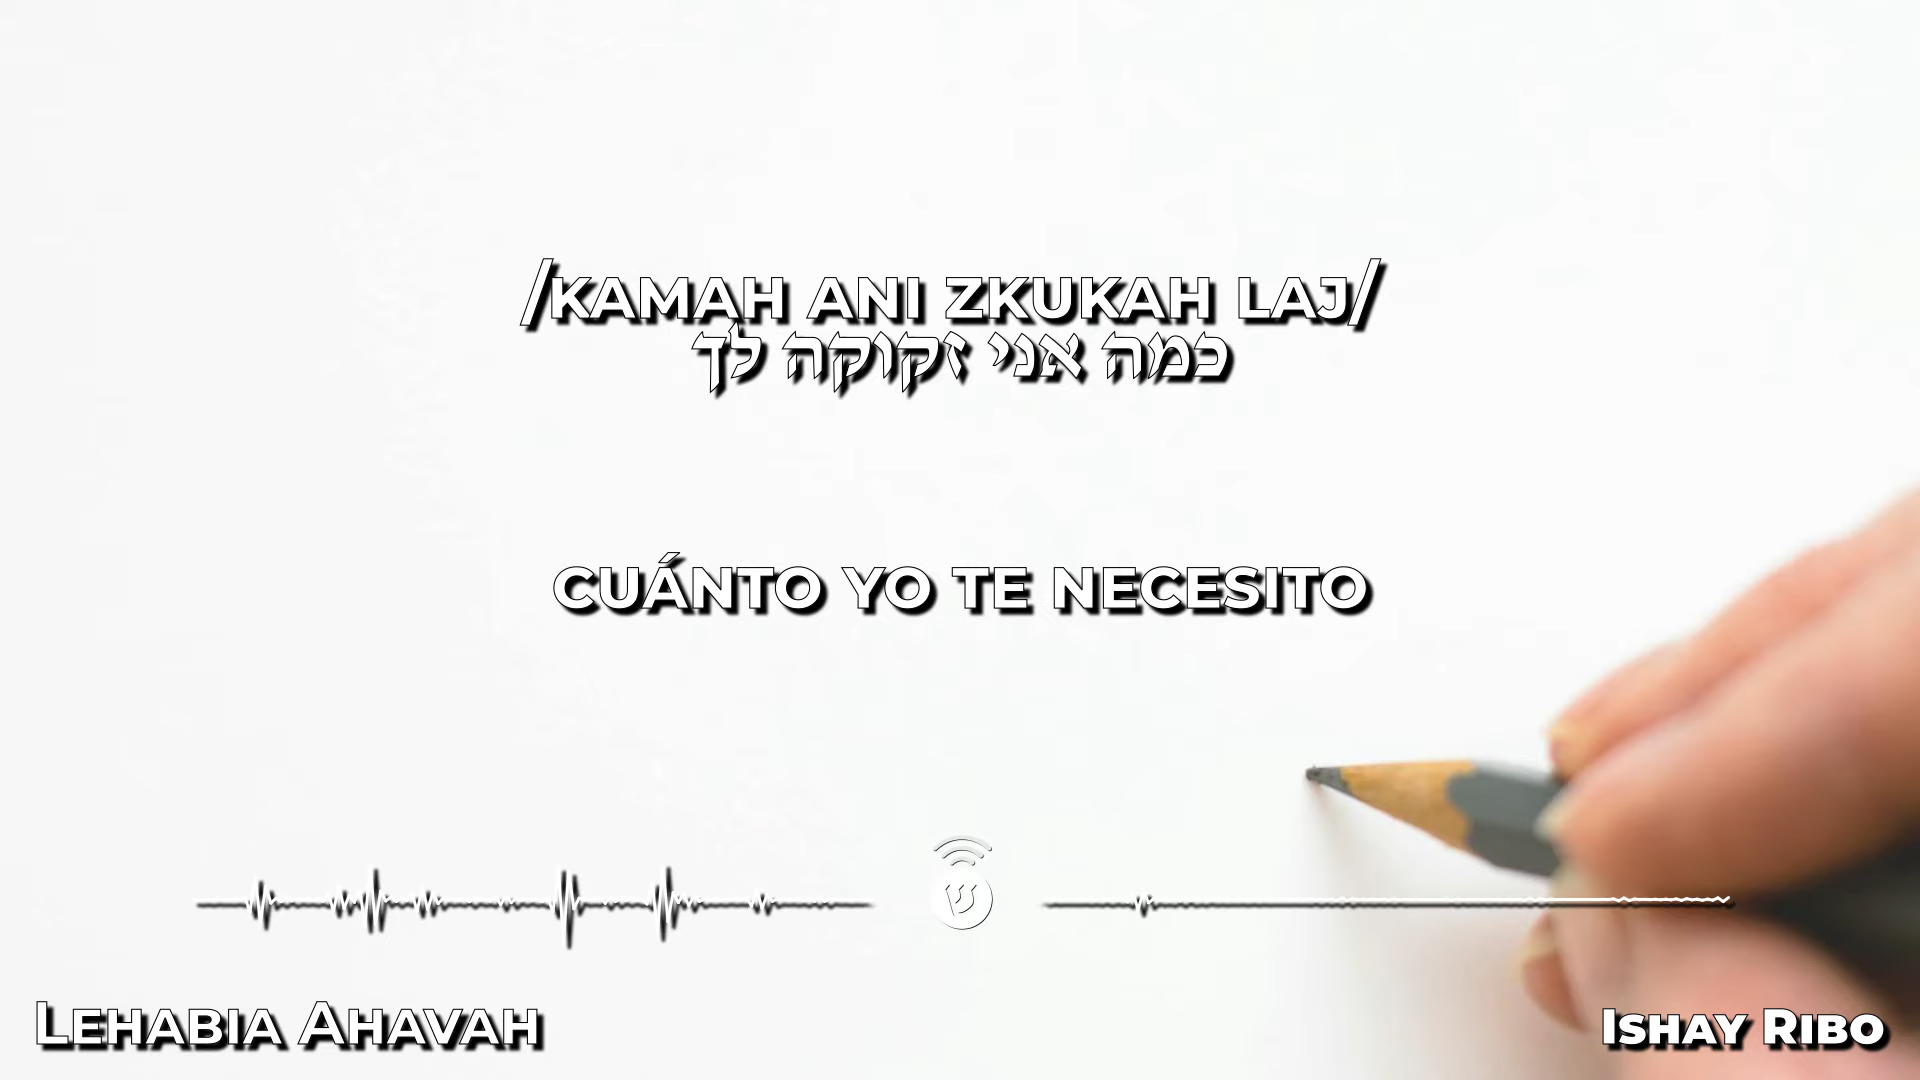 /KAMAH ANI ZKUKAH LAJ/
כמה אני זקוקה לך
CUÁNTO YO TE NECESITO
ש
LEHABIA AHAVAH
ISHAY RIBO